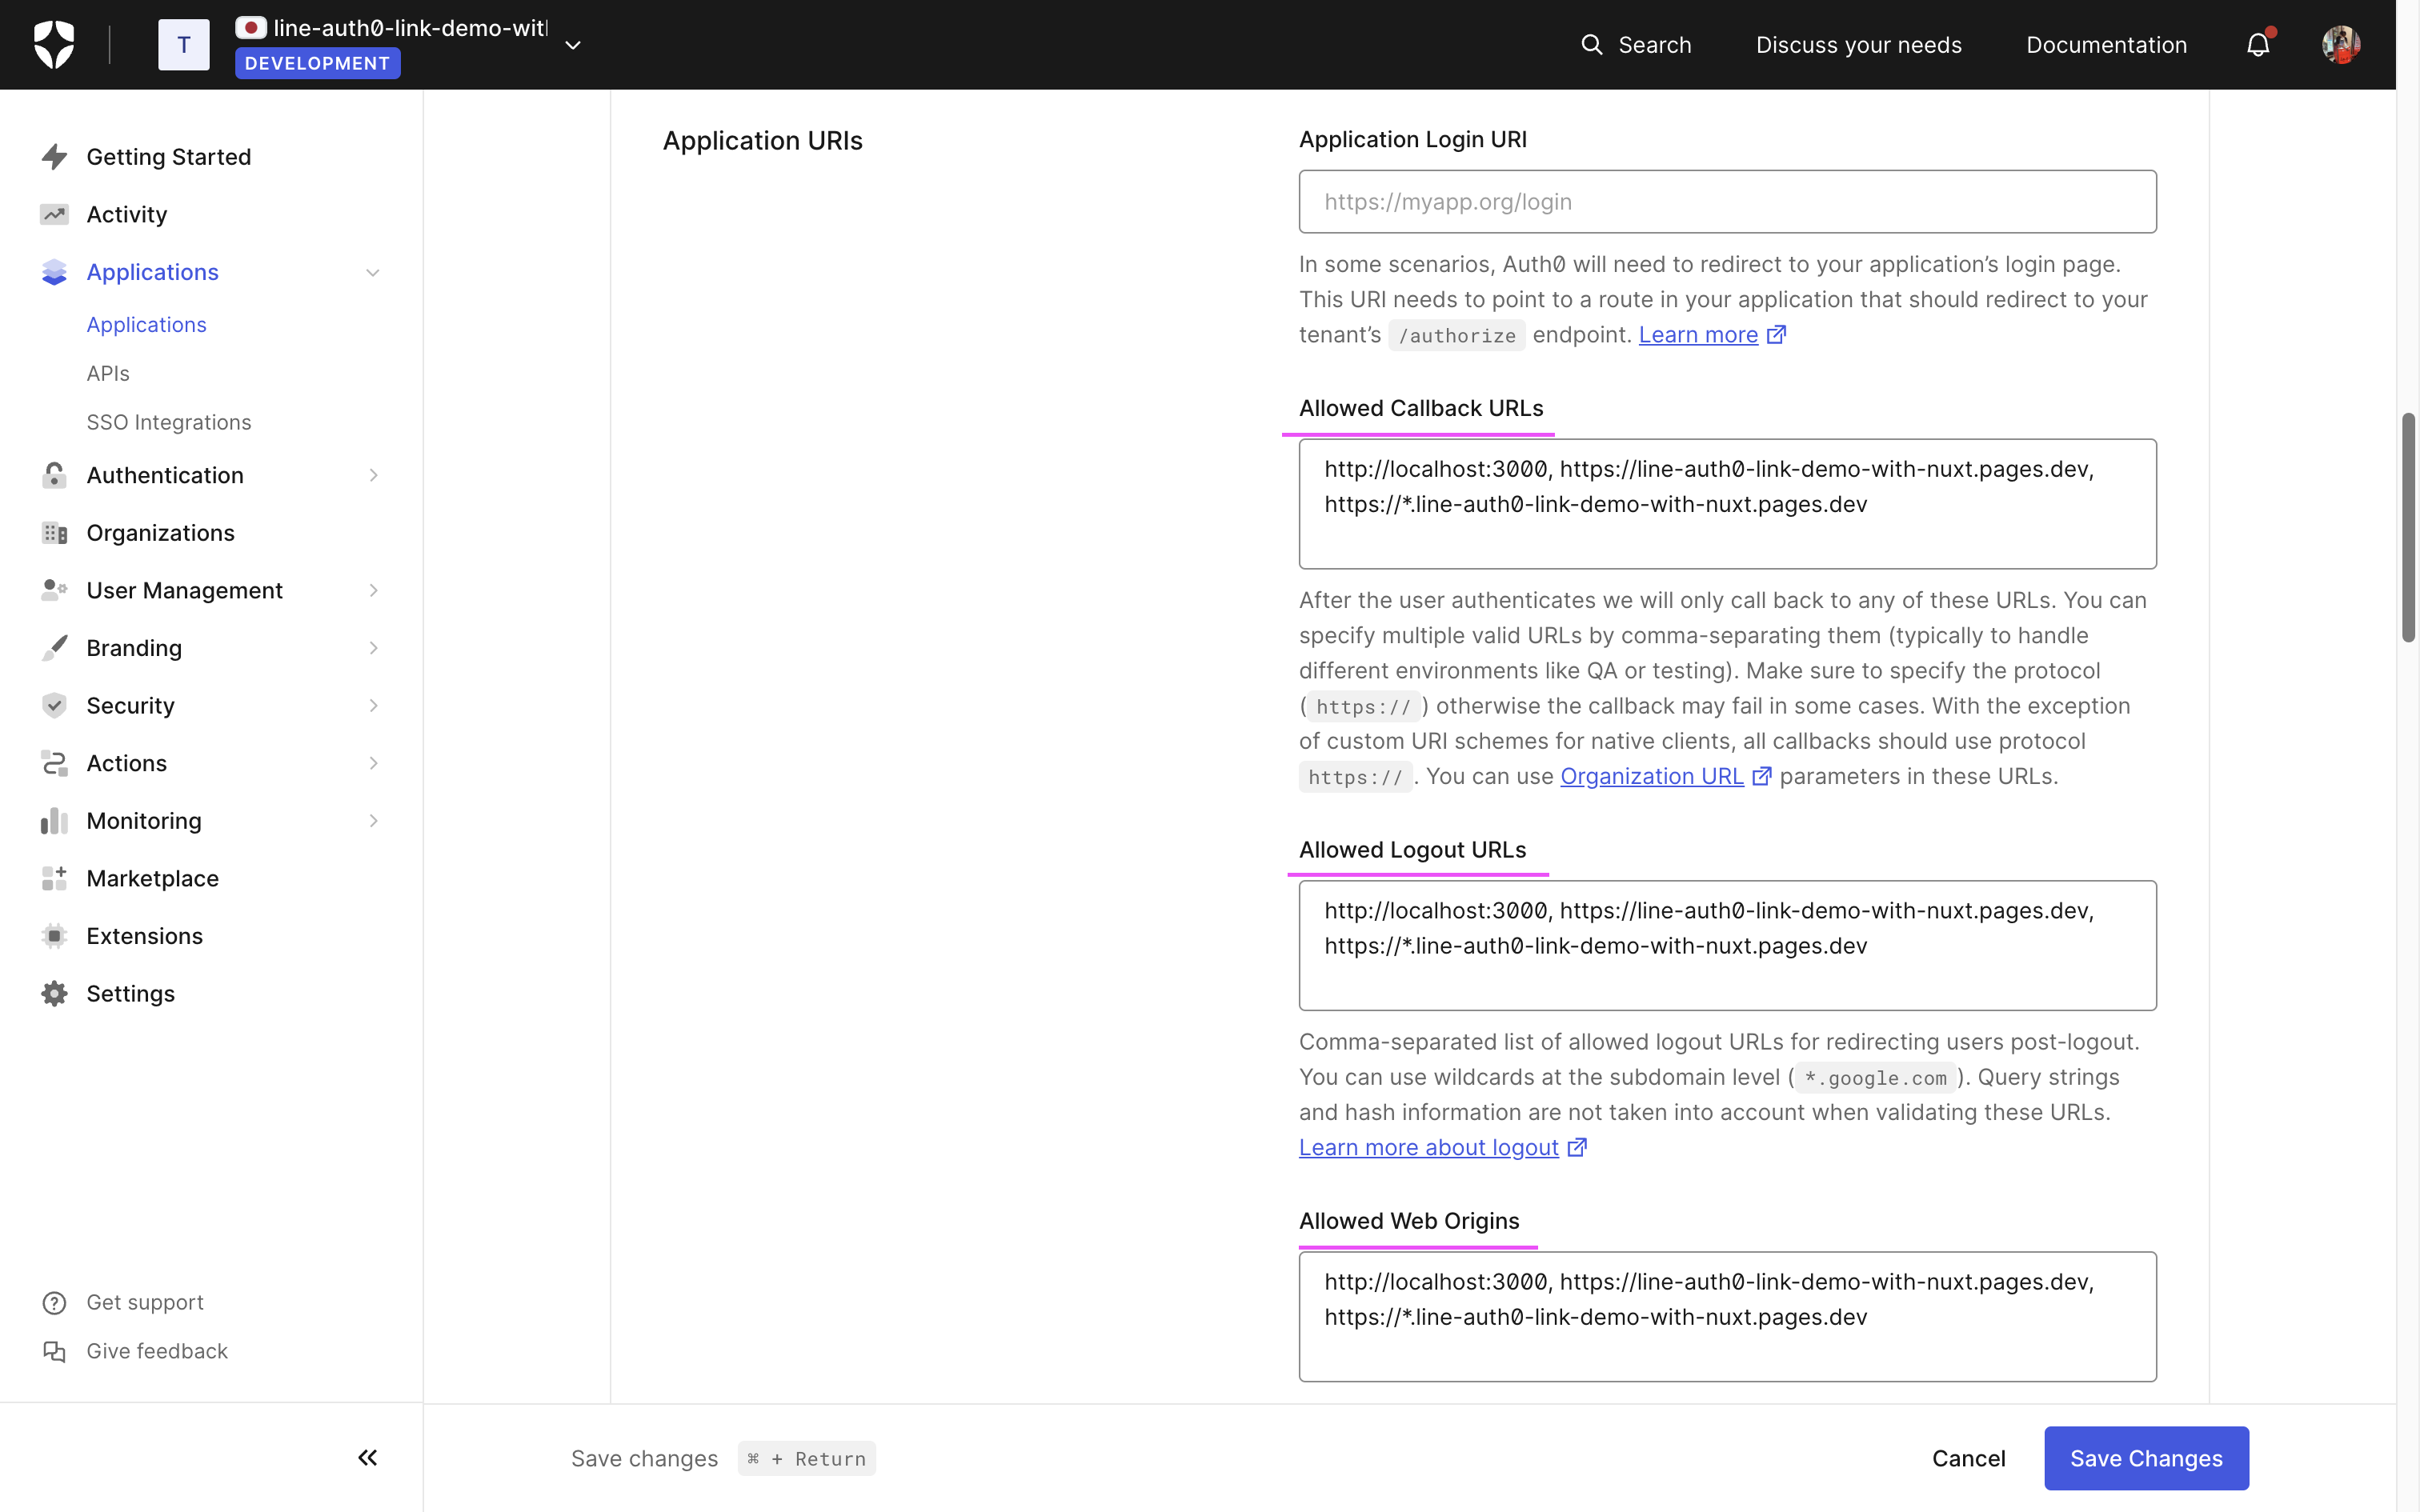 T
line-auth0-link-demo-wit
DEVELOPMENT
Search
Discuss your needs
Documentation
Getting Started
Activity
Applications
Applications
APIs
SSO Integrations
Authentication
Organizations
User Management
Branding
Security
Actions
Monitoring
Marketplace
Extensions
Settings
Get support
Give feedback
Application URIs
Application Login URI
https://myapp.org/login
In some scenarios, Auth0 will need to redirect to your application’s login page.
This URI needs to point to a route in your application that should redirect to your
tenant’s /authorize endpoint. Learn more
Allowed Callback URLs
http://localhost:3000, https://line-auth0-link-demo-with-nuxt.pages.dev,
https://*.line-auth0-link-demo-with-nuxt.pages.dev
After the user authenticates we will only call back to any of these URLs. You can
specify multiple valid URLs by comma-separating them (typically to handle
different environments like QA or testing). Make sure to specify the protocol
( https:// ) otherwise the callback may fail in some cases. With the exception
of custom URI schemes for native clients, all callbacks should use protocol
https:// . You can use Organization URL parameters in these URLs.
Allowed Logout URLs
http://localhost:3000, https://line-auth0-link-demo-with-nuxt.pages.dev,
https://*.line-auth0-link-demo-with-nuxt.pages.dev
Comma-separated list of allowed logout URLs for redirecting users post-logout.
You can use wildcards at the subdomain level ( *.google.com ). Query strings
and hash information are not taken into account when validating these URLs.
Learn more about logout
Allowed Web Origins
http://localhost:3000, https://line-auth0-link-demo-with-nuxt.pages.dev,
https://*.line-auth0-link-demo-with-nuxt.pages.dev
Save changes ⌘ + Return
Cancel
Save Changes